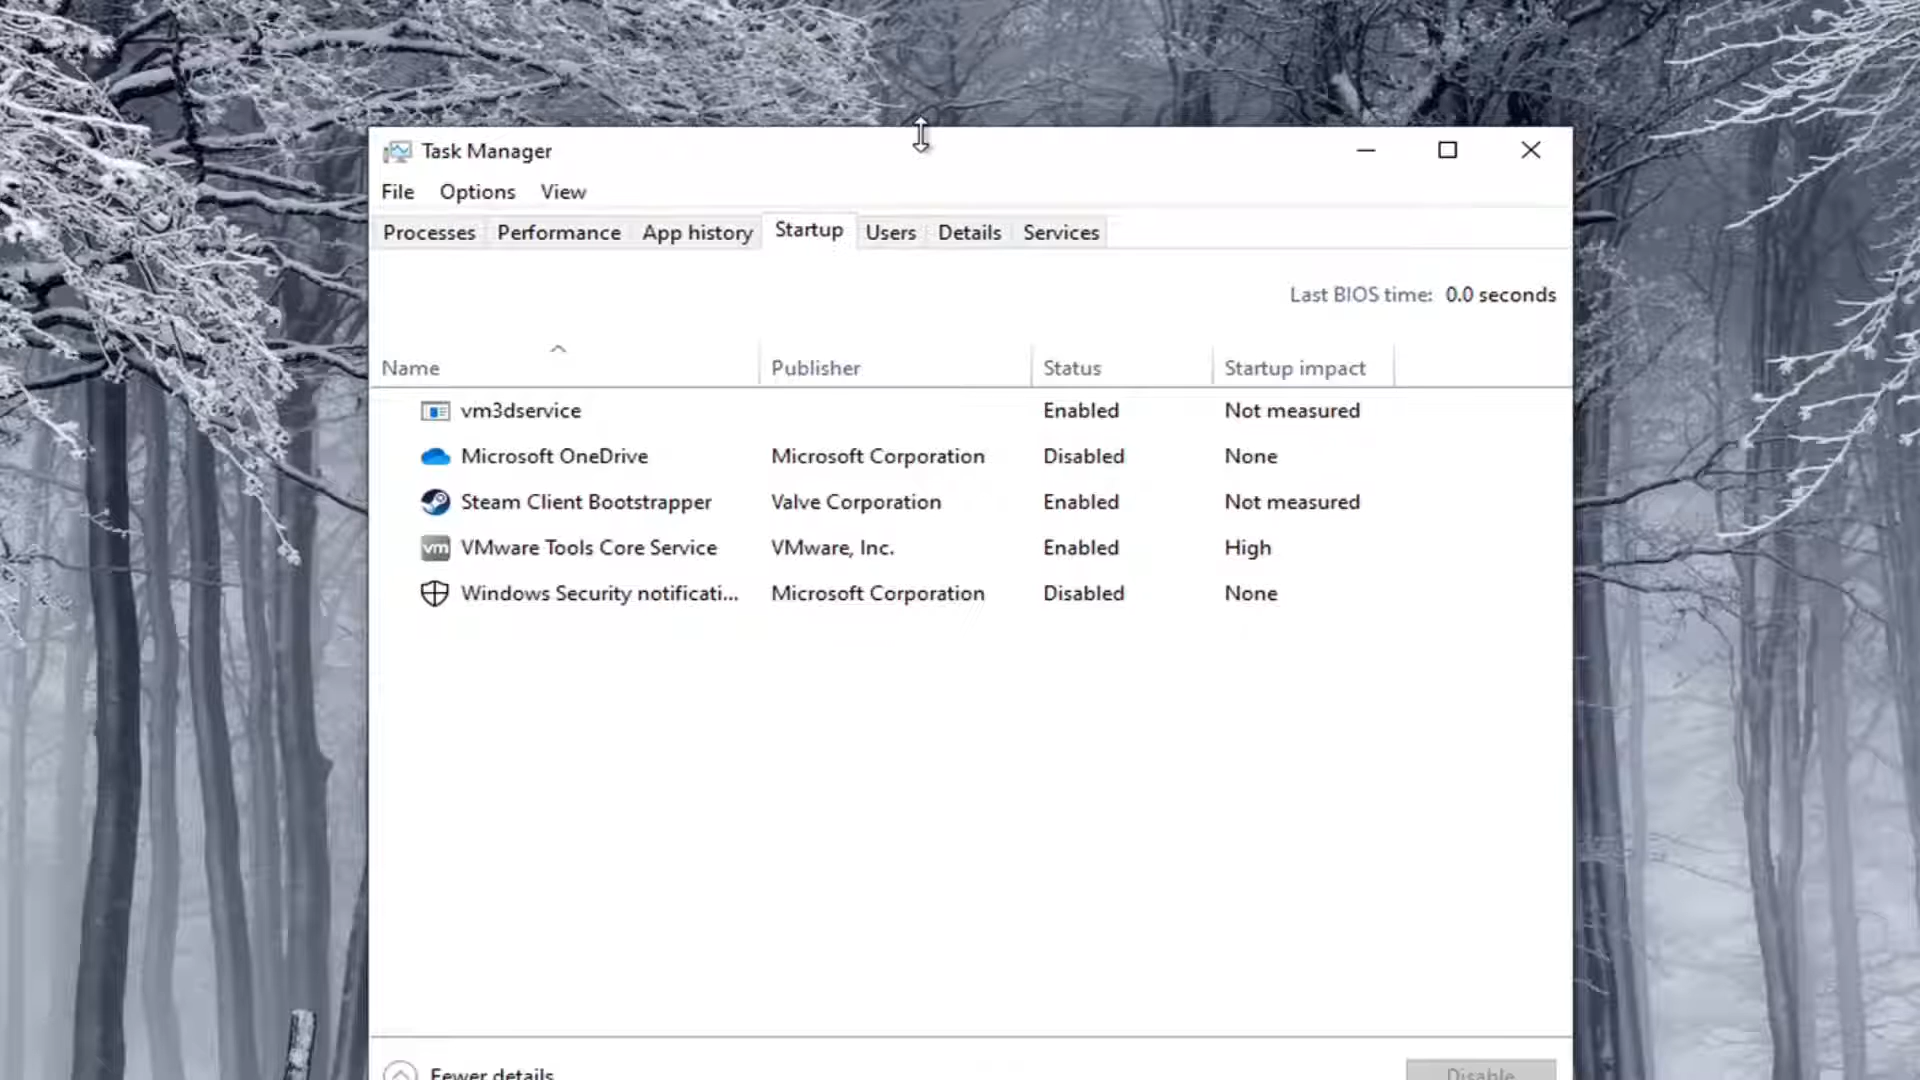 Task Manager
File Options View
Processes Performance App history Startup Users Details Services
Last BIOS time: 0.0 seconds
Name Publisher Status Startup impact
vm3dservice Enabled Not measured
Microsoft OneDrive Microsoft Corporation Disabled None
Steam Client Bootstrapper Valve Corporation Enabled Not measured
vm VMware Tools Core Service VMware, Inc. Enabled High
Windows Security notificati... Microsoft Corporation Disabled None
Fewer details Disable